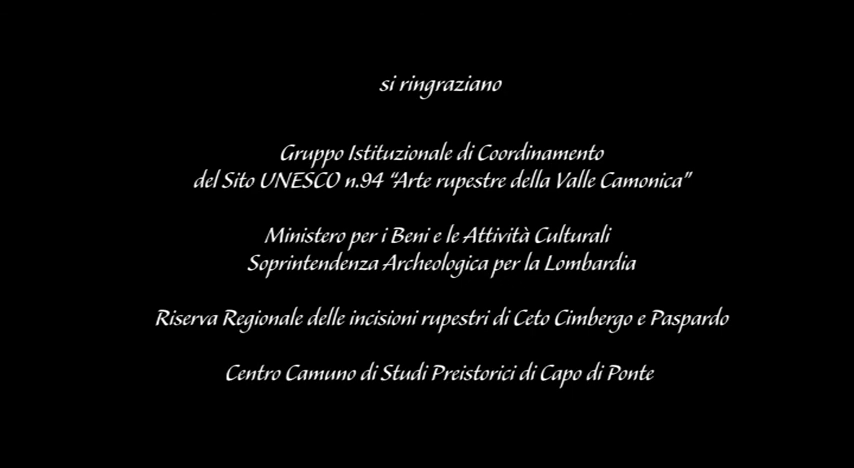 si ringraziano
Gruppo Istituzionale di Coordinamento
del Sito UNESCO n.94 “Arte rupestre della Valle Camonica”
Ministero per i Beni e le Attività Culturali
Soprintendenza Archeologica per la Lombardia
Riserva Regionale delle incisioni rupestri di Ceto Cimbergo e Paspardo
Centro Camuno di Studi Preistorici di Capo di Ponte